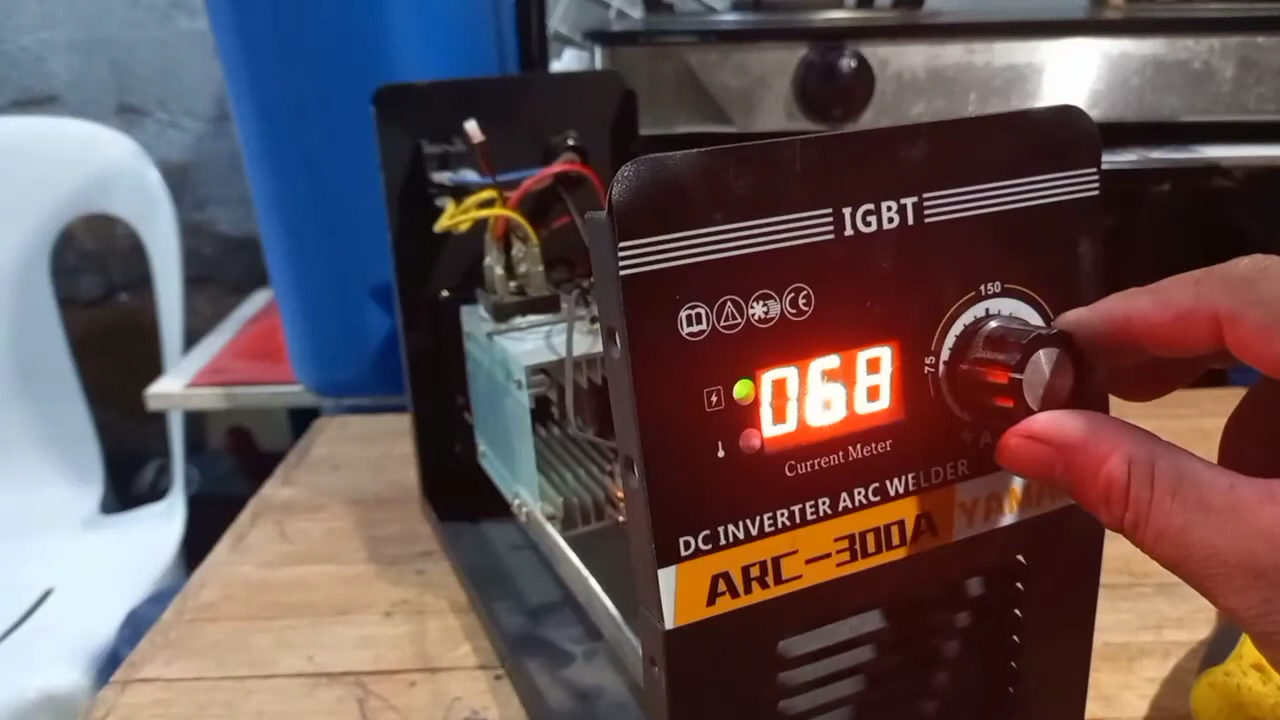 IGBT
150
75
068
Current Meter
DC INVERTER ARC WELDER
ARC-300A